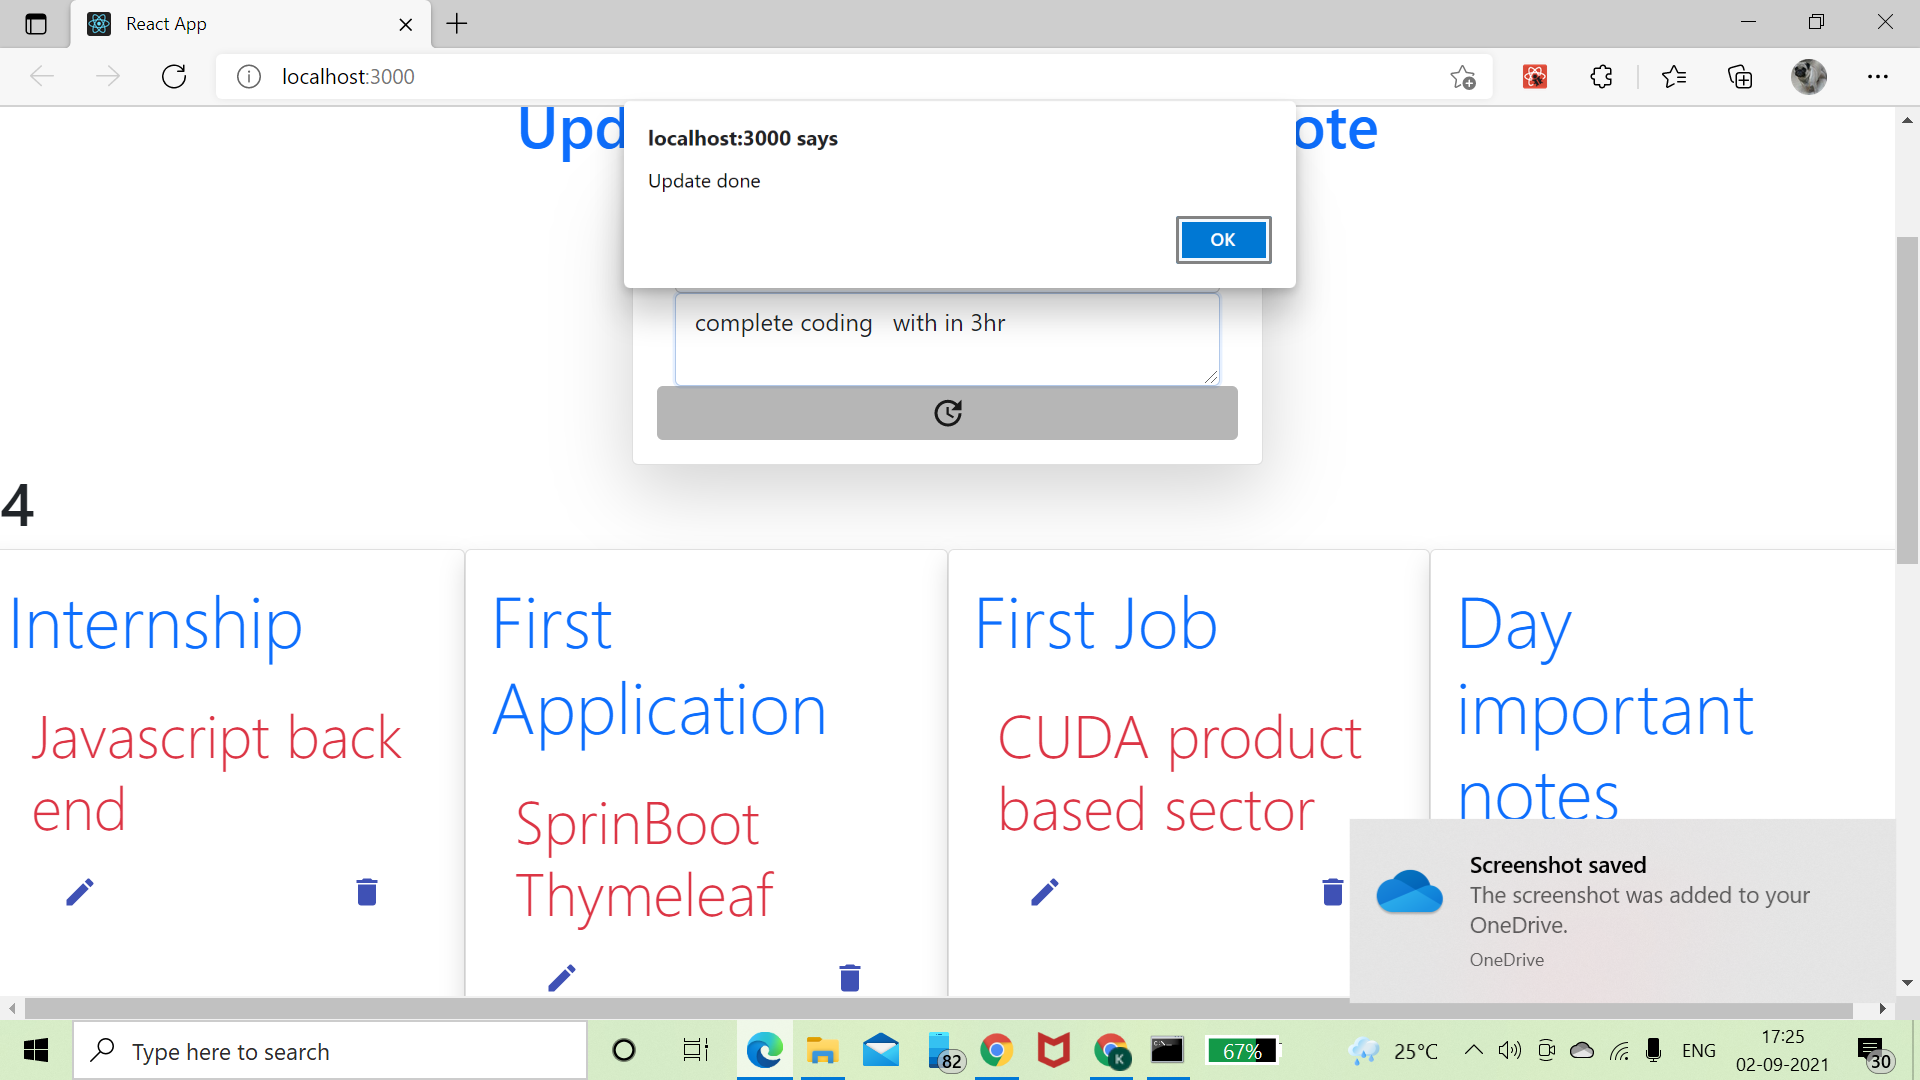 React App
localhost:3000
localhost:3000 says
Update done
OK
complete coding   with in 3hr
4
Internship
Javascript back
end
First
Application
SprinBoot
Thymeleaf
First Job
CUDA product
based sector
Day
important
notes
Screenshot saved
The screenshot was added to your
OneDrive.
OneDrive
Type here to search
82
K
67%
25°C
ENG
17:25
02-09-2021
30